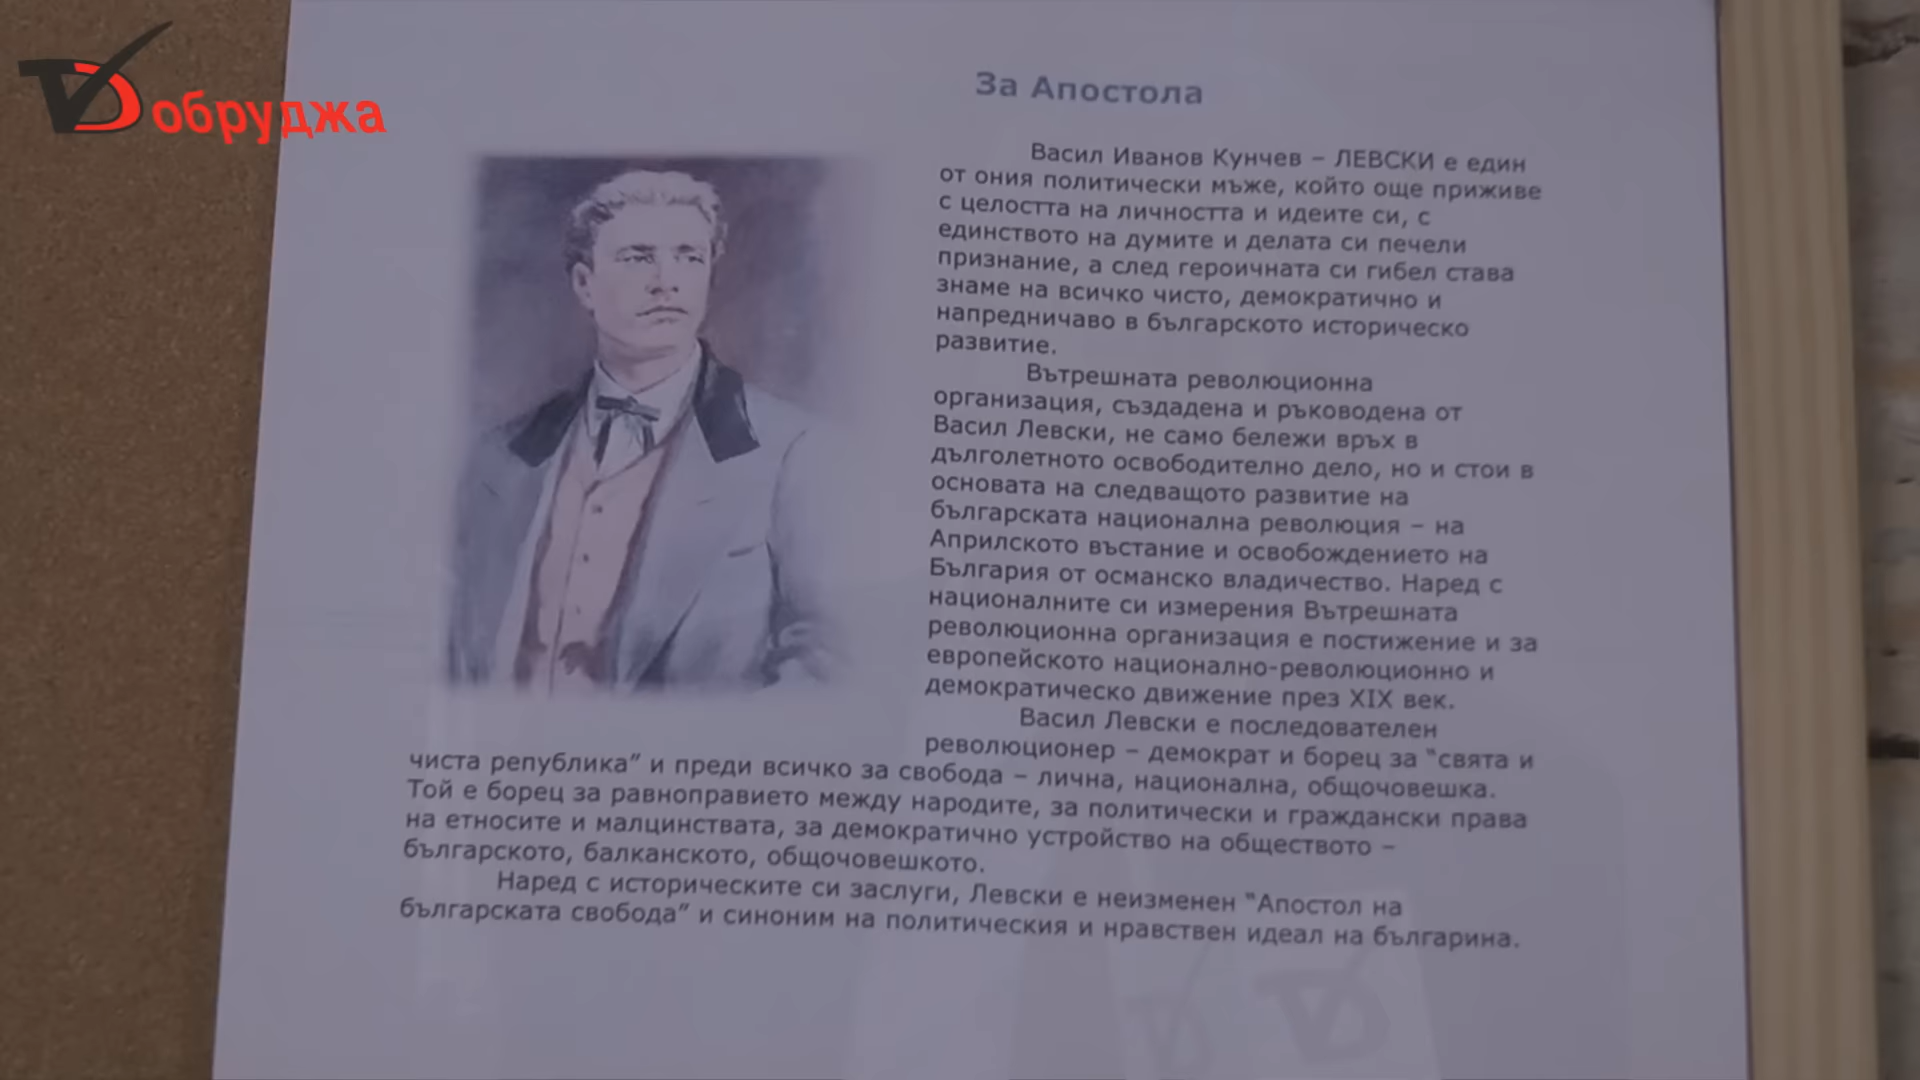 Добруджа
За Апостола
Васил Иванов Кунчев – ЛЕВСКИ е един
от ония политически мъже, който още приживе
с целостта на личността и идеите си, с
единството на думите и делата си печели
признание, а след героичната си гибел става
знаме на всичко чисто, демократично и
напредничаво в българското историческо
развитие.
Вътрешната революционна
организация, създадена и ръководена от
Васил Левски, не само бележи връх в
дълголетното освободително дело, но и стои в
основата на следващото развитие на
българската национална революция – на
Априлското въстание и освобождението на
България от османско владичество. Наред с
националните си измерения Вътрешната
революционна организация е постижение и за
европейското национално-революционно и
демократическо движение през XIX век.
Васил Левски е последователен
революционер – демократ и борец за “свята и
чиста република” и преди всичко за свобода – лична, национална, общочовешка.
Той е борец за равноправието между народите, за политически и граждански права
на етносите и малцинствата, за демократично устройство на обществото –
българското, балканското, общочовешкото.
Наред с историческите си заслуги, Левски е неизменен “Апостол на
българската свобода” и синоним на политическия и нравствен идеал на българина.